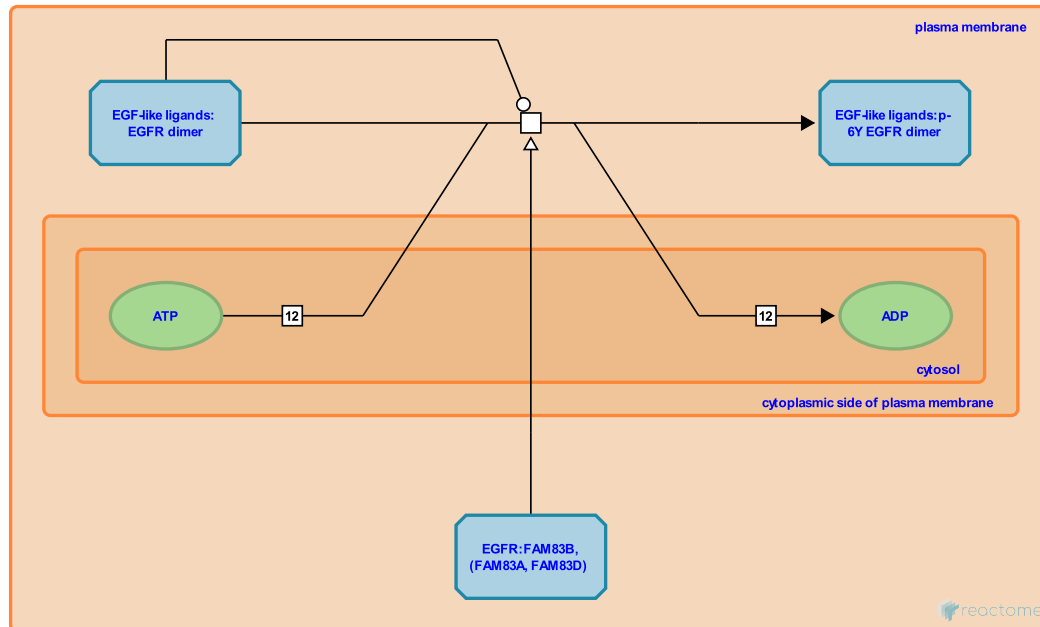 plasma membrane
EGF-like ligands:
EGFR dimer
EGF-like ligands:p-
6Y EGFR dimer
ATP
12
12
ADP
cytosol
cytoplasmic side of plasma membrane
EGFR:FAM83B,
(FAM83A, FAM83D)
reactome